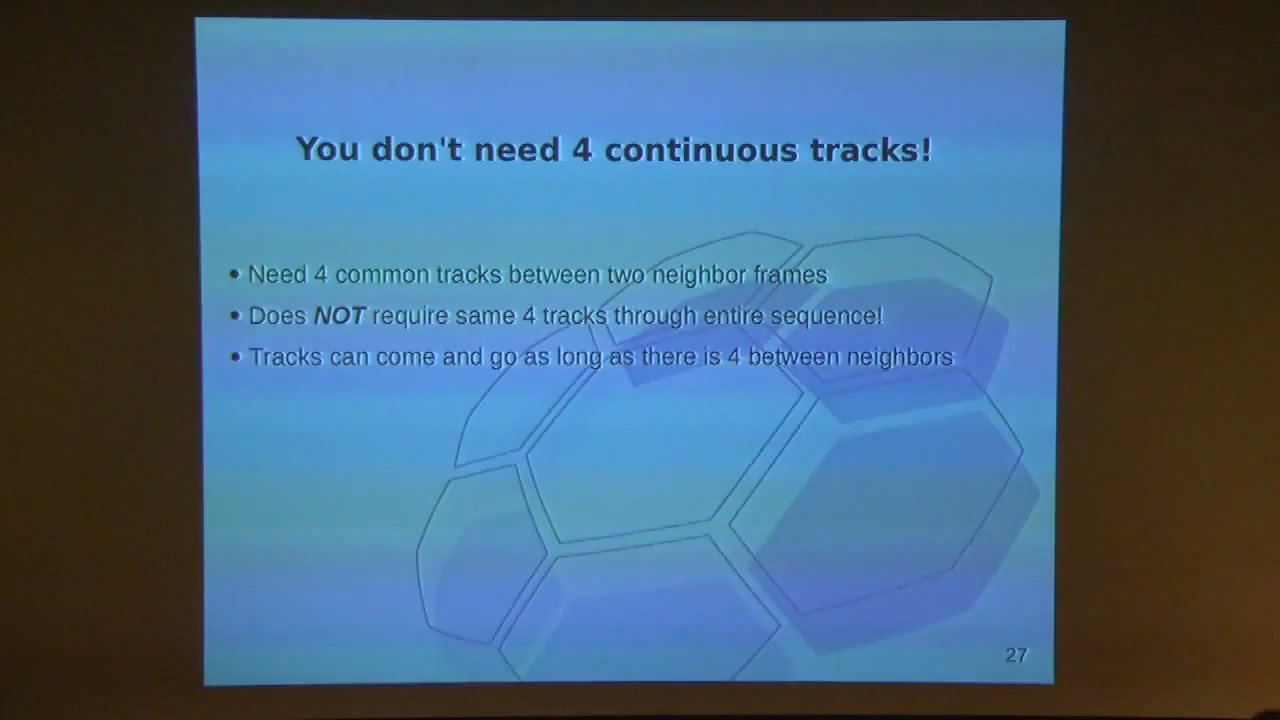 You don't need 4 continuous tracks!
• Need 4 common tracks between two neighbor frames
• Does NOT require same 4 tracks through entire sequence!
• Tracks can come and go as long as there is 4 between neighbors
27